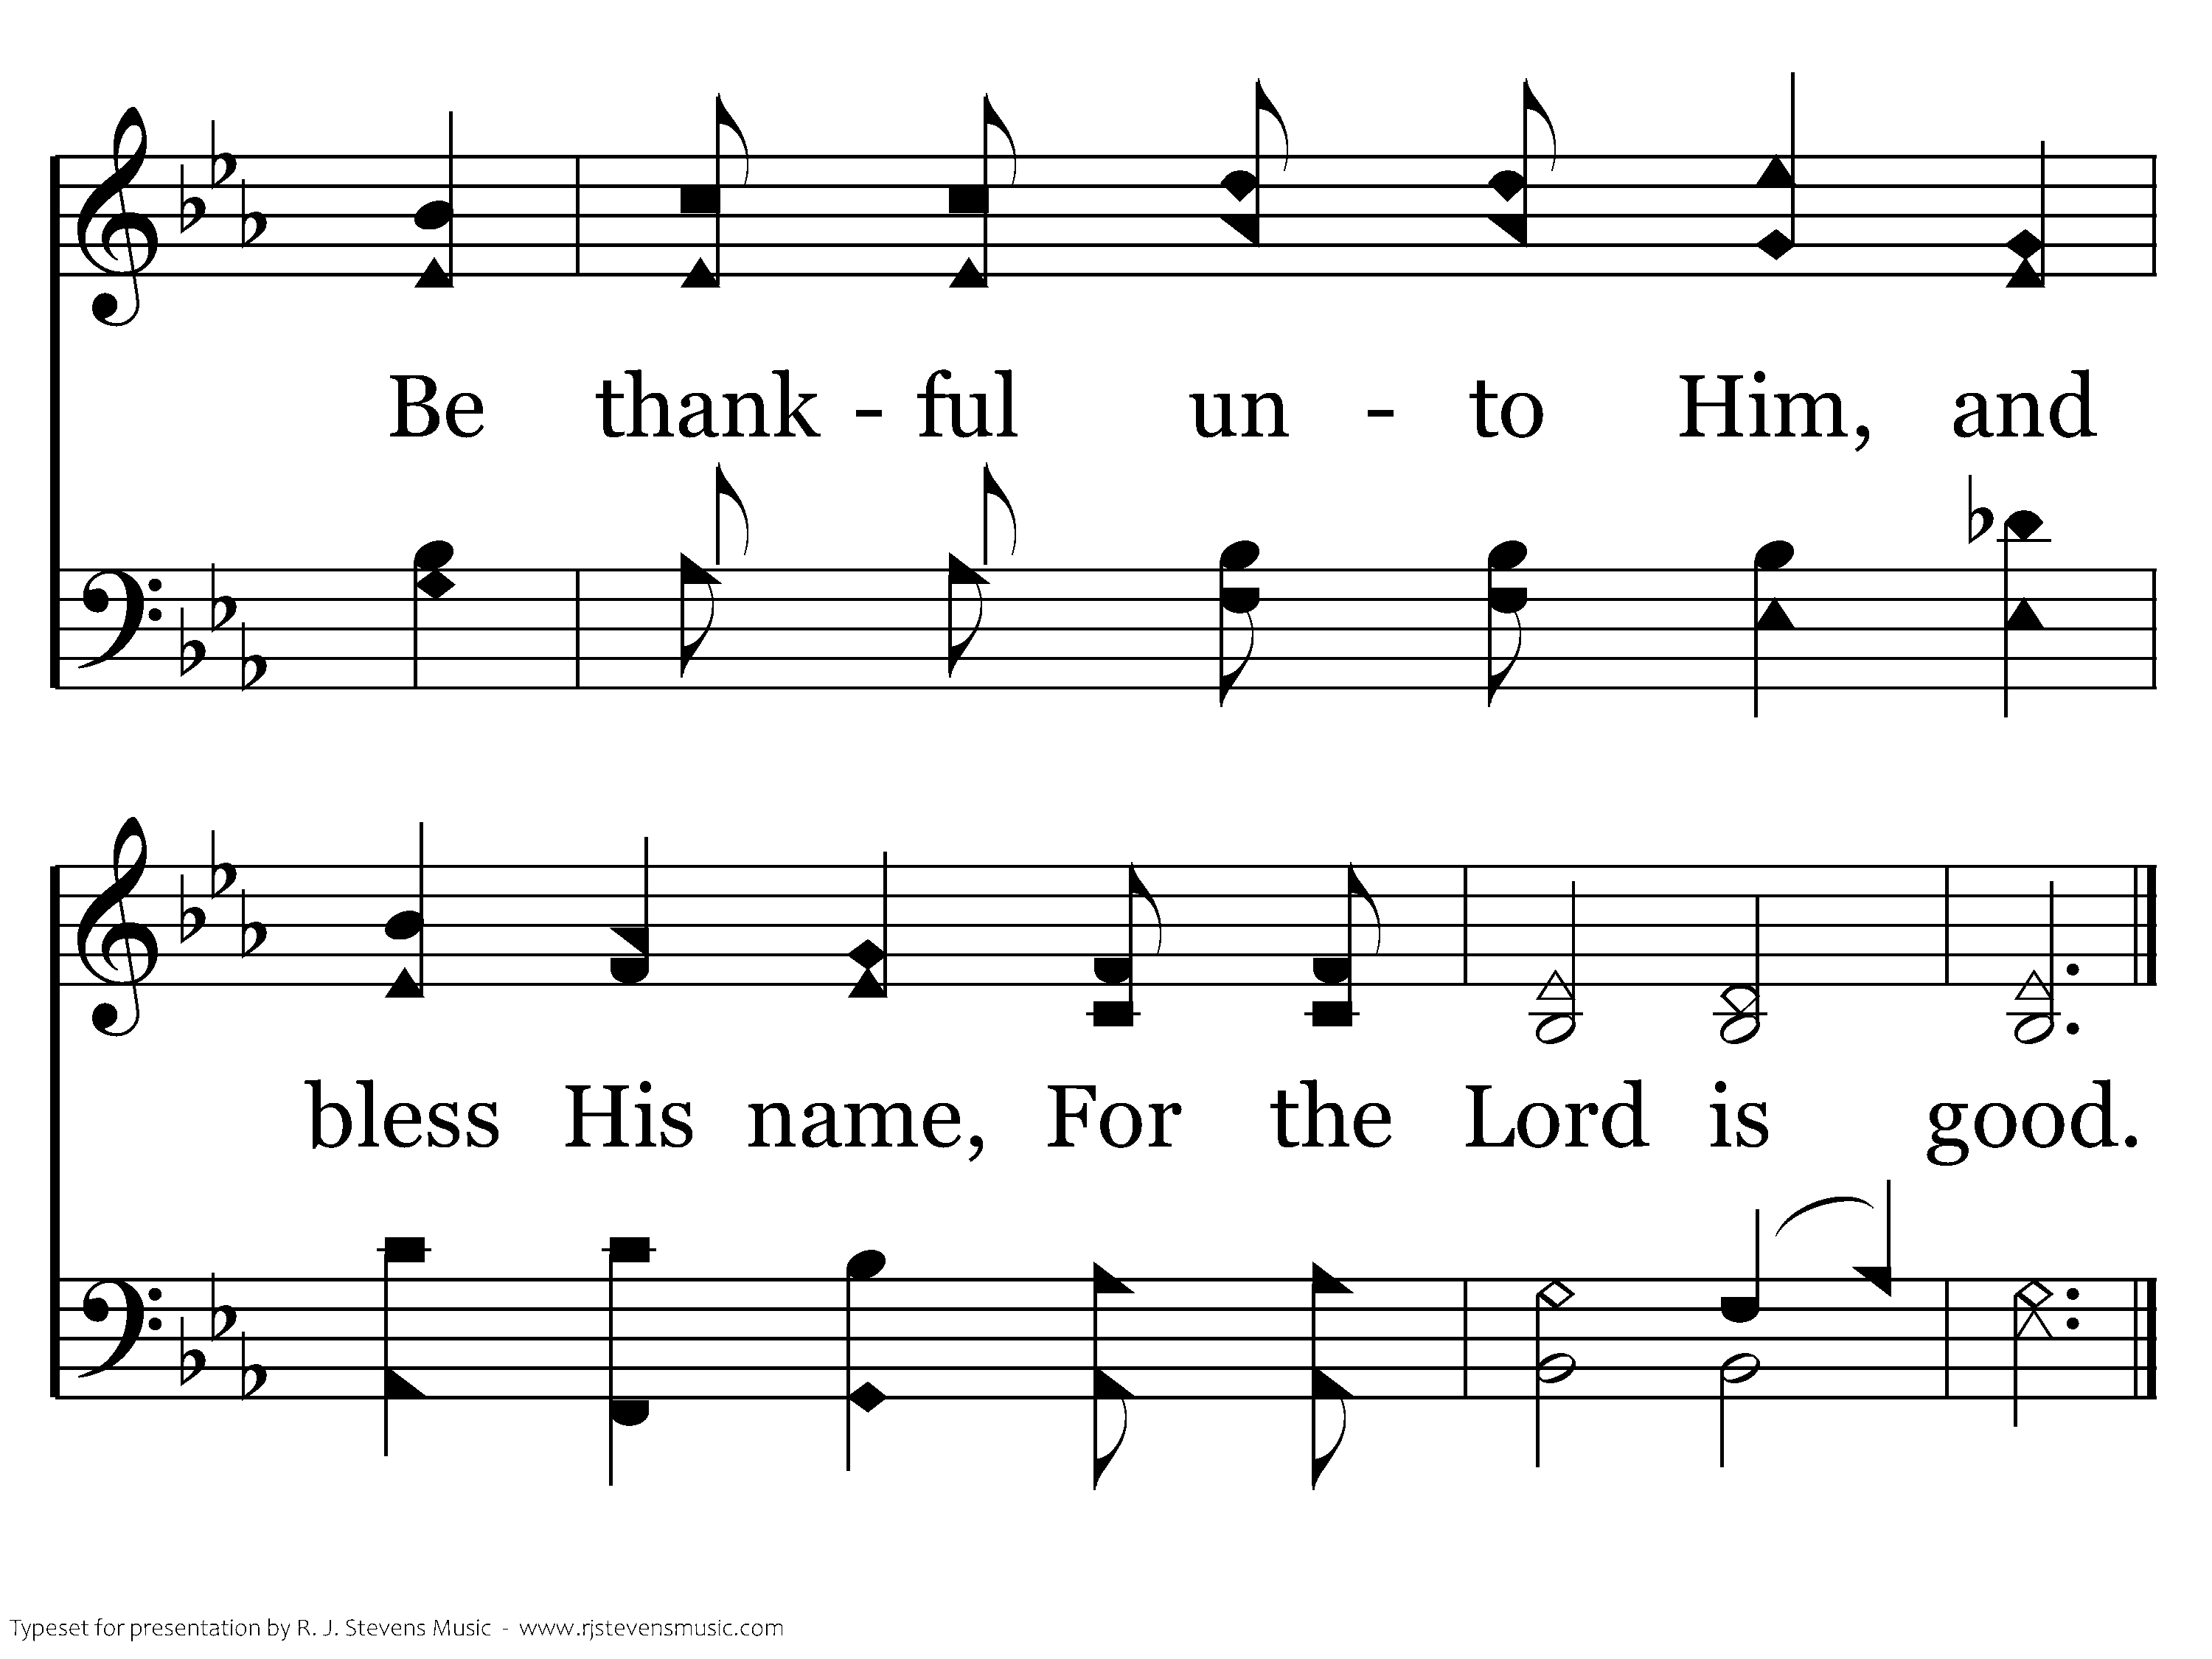 Be thank - ful un - to Him, and
bless His name, For the Lord is good.
Typeset for presentation by R. J. Stevens Music - www.rjstevensmusic.com